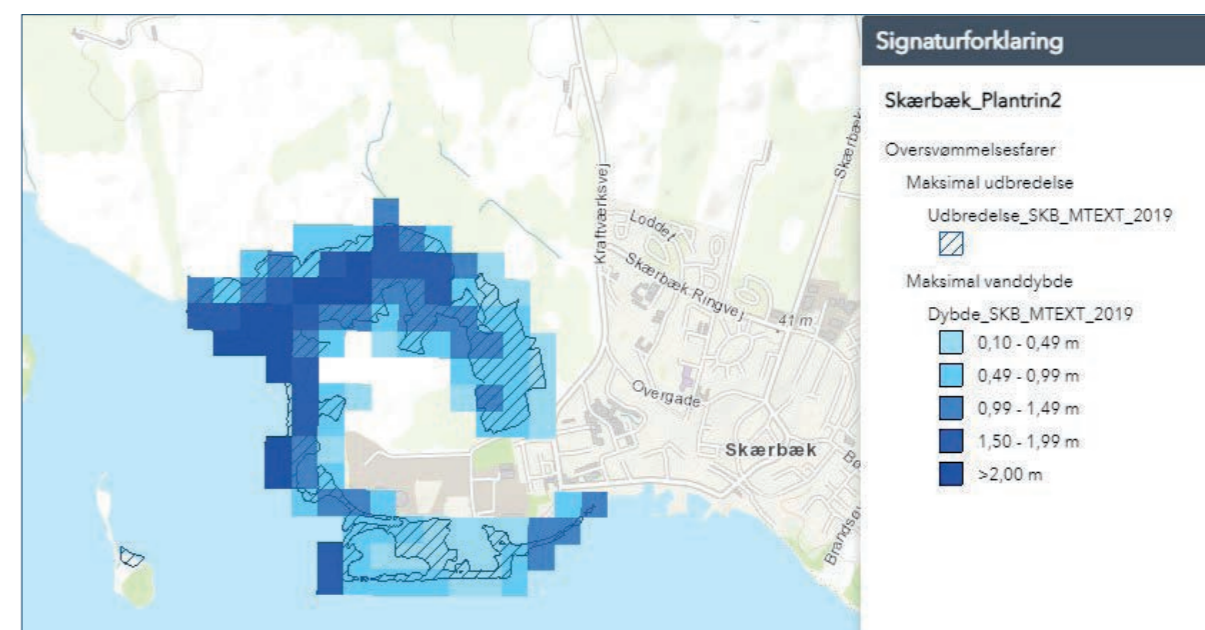 Signaturforklaring
Skærbæk_Plantrin2
Oversvømmelsesfarer
Maksimal udbredelse
Udbredelse_SKB_MTEXT_2019
Maksimal vanddybde
Dybde_SKB_MTEXT_2019
0,10 - 0,49 m
0,49 - 0,99 m
0,99 - 1,49 m
1,50 - 1,99 m
>2,00 m
Kraftværksvej
Loddet
Skærbæk Ringvej
41 m
Skærbæk
Overgade
Skærbæk